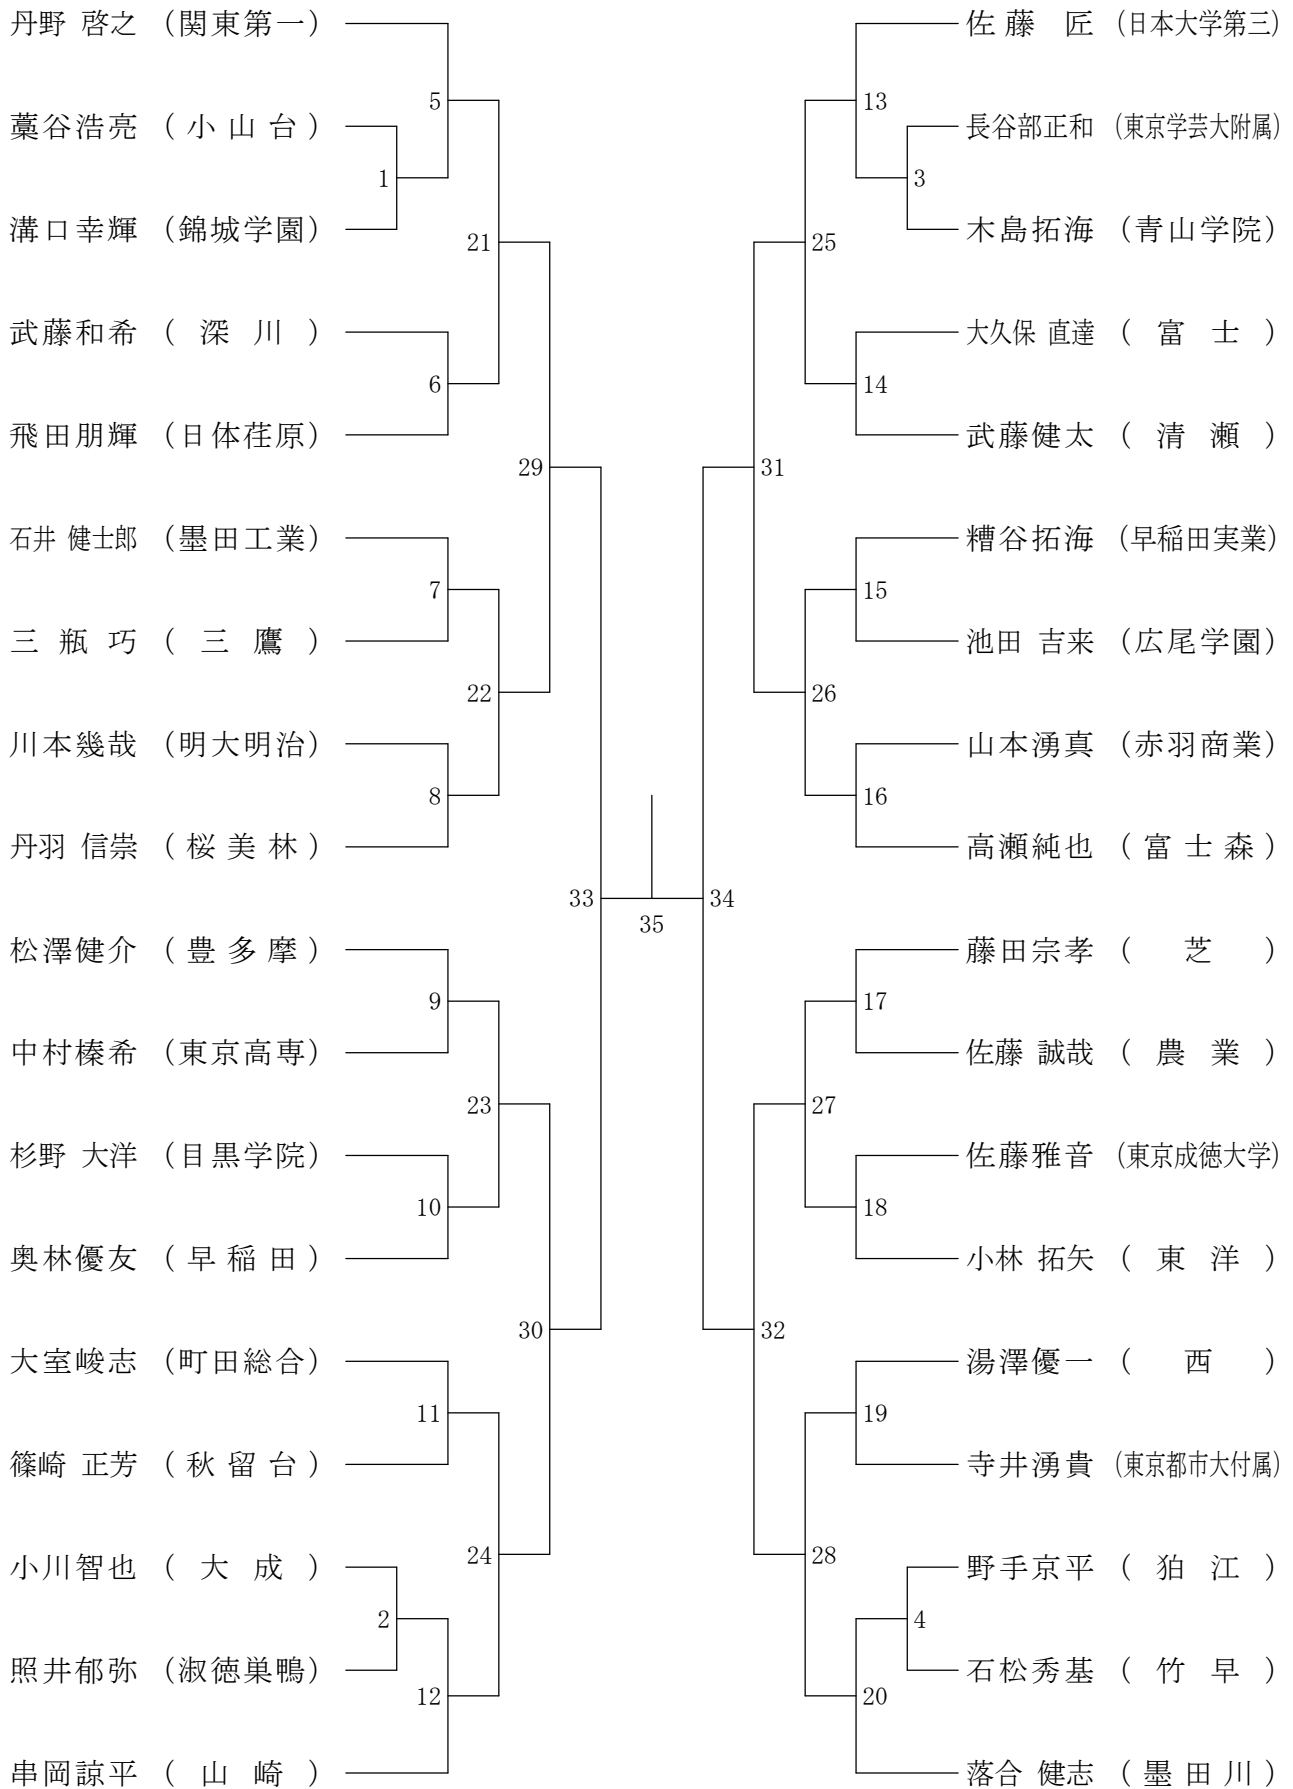 丹野 啓之 （関東第一）
5
藁谷浩亮 （小山台）
1
溝口幸輝 （錦城学園）
21
武藤和希 （深川）
6
飛田朋輝 （日体荏原）
29
石井 健士郎 （墨田工業）
7
三瓶巧 （三鷹）
22
川本幾哉 （明大明治）
8
丹羽 信崇 （桜美林）
33
松澤健介 （豊多摩）
9
中村榛希 （東京高専）
23
杉野 大洋 （目黒学院）
10
奥林優友 （早稲田）
30
大室峻志 （町田総合）
11
篠崎 正芳 （秋留台）
24
小川智也 （大成）
2
照井郁弥 （淑徳巣鴨）
12
串岡諒平 （山崎）
35
佐藤 匠 （日本大学第三）
13
長谷部正和 （東京学芸大附属）
3
木島拓海 （青山学院）
25
大久保 直達 （富士）
14
武藤健太 （清瀬）
31
糟谷拓海 （早稲田実業）
15
池田 吉来 （広尾学園）
26
山本湧真 （赤羽商業）
16
高瀬純也 （富士森）
34
藤田宗孝 （芝）
17
佐藤 誠哉 （農業）
27
佐藤雅音 （東京成徳大学）
18
小林 拓矢 （東洋）
32
湯澤優一 （西）
19
寺井湧貴 （東京都市大付属）
28
野手京平 （狛江）
4
石松秀基 （竹早）
20
落合 健志 （墨田川）